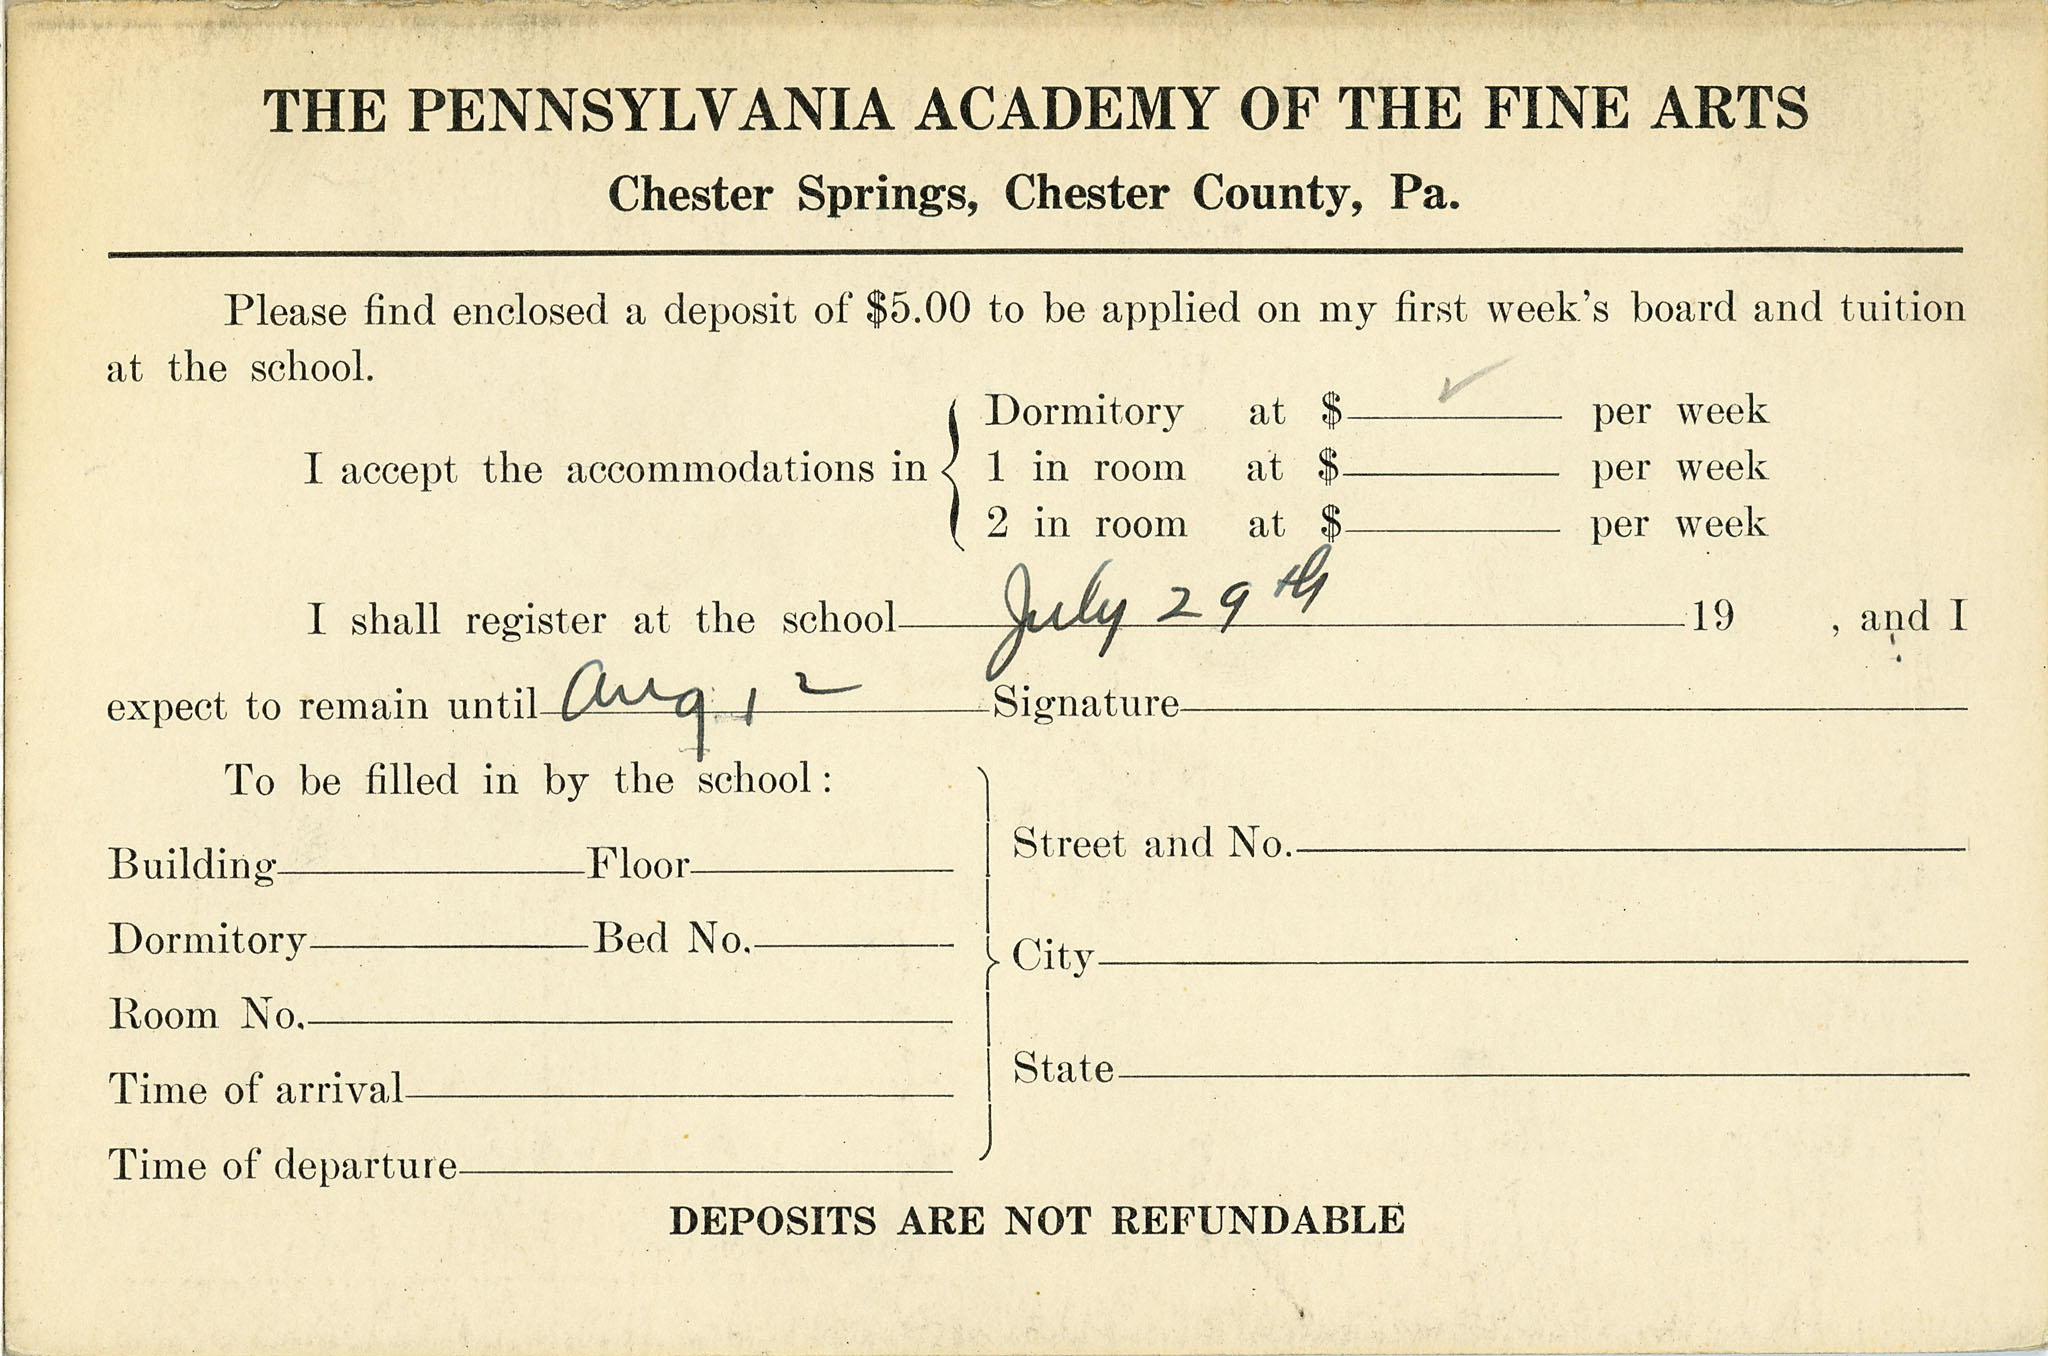 THE PENNSYLVANIA ACADEMY OF THE FINE ARTS
Chester Springs, Chester County, Pa.
Please find enclosed a deposit of $5.00 to be applied on my first week's board and tuition
at the school.
Dormitory at $ per week
I accept the accommodations in 1 in room at $ per week
2 in room at $ per week
I shall register at the school July 29th 19 , and I
expect to remain until Aug 12 Signature
To be filled in by the school:
Street and No.
Building Floor
Dormitory Bed No.
City
Room No.
State
Time of arrival
Time of departure
DEPOSITS ARE NOT REFUNDABLE